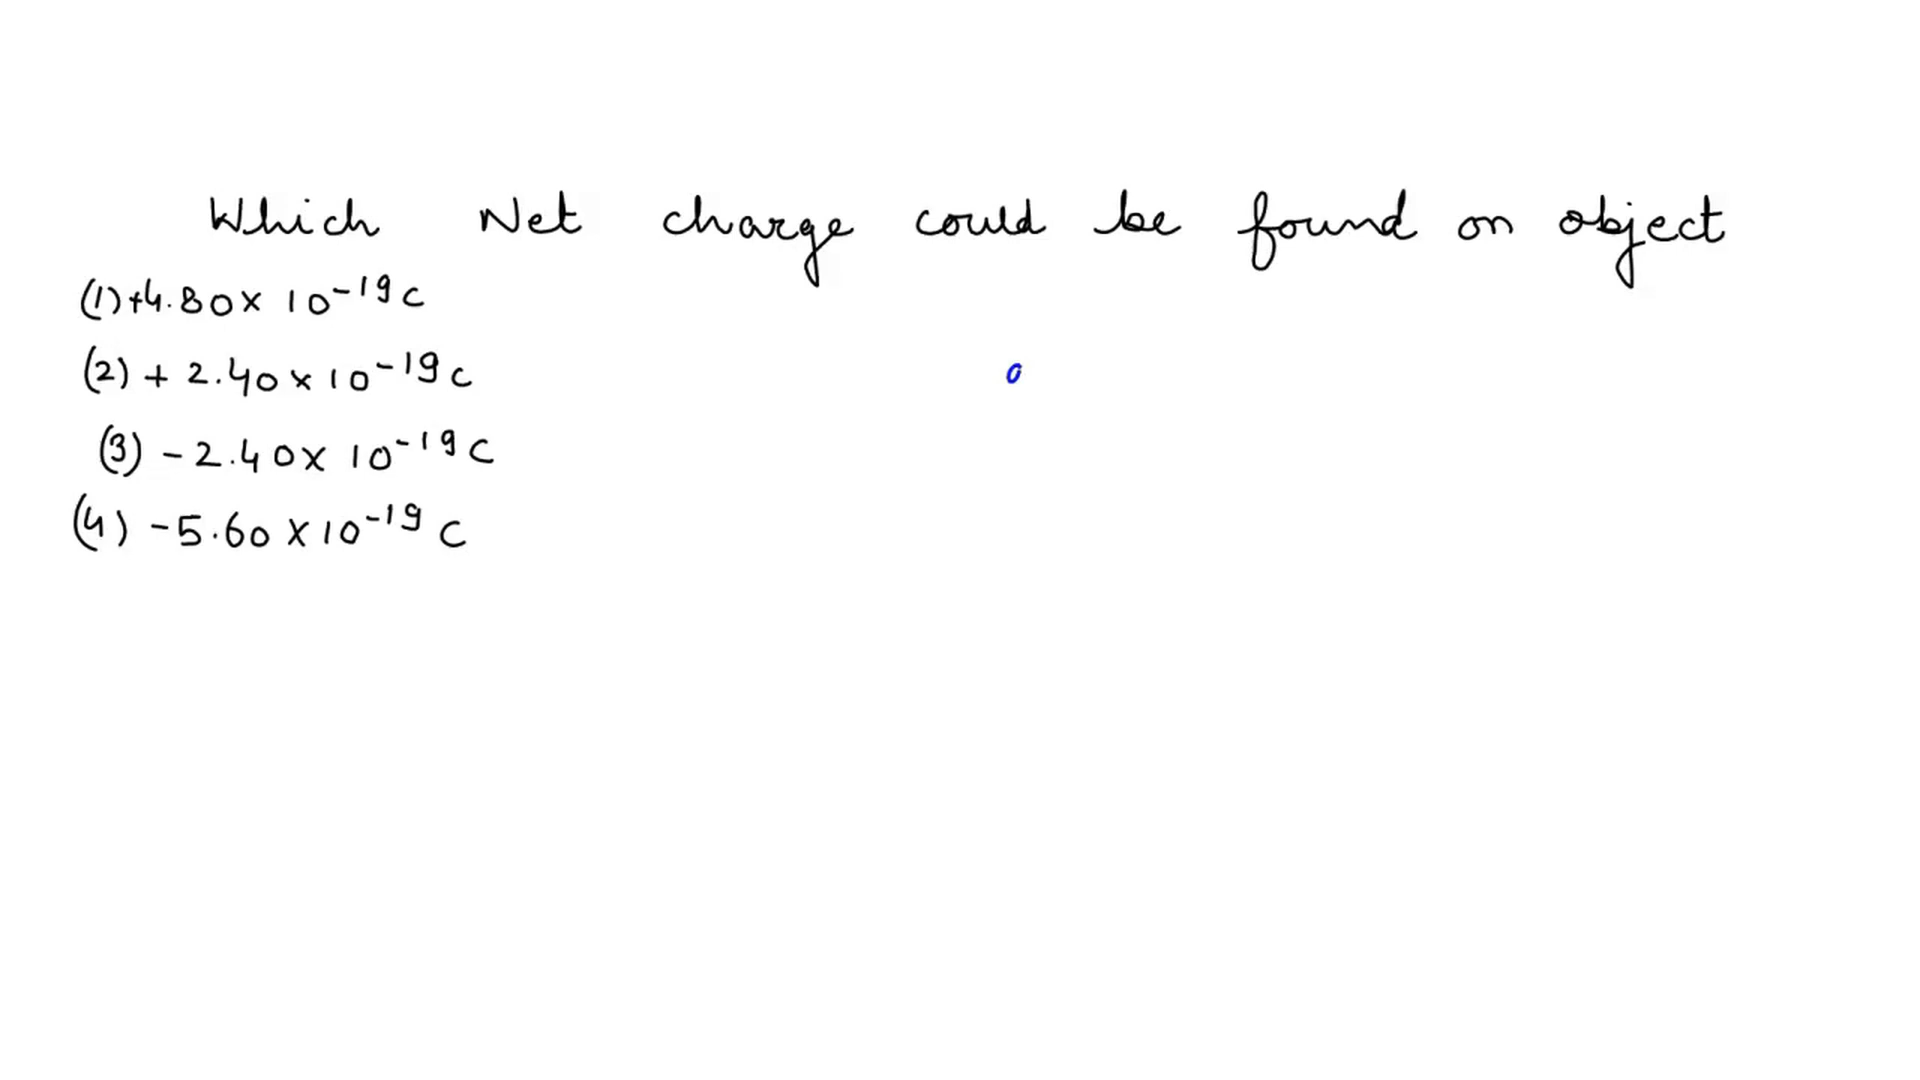 Which Net charge could be found on object
(1) +4.80 × 10⁻¹⁹ C
(2) + 2.40 × 10⁻¹⁹ C
(3) - 2.40 × 10⁻¹⁹ C
(4) - 5.60 × 10⁻¹⁹ C